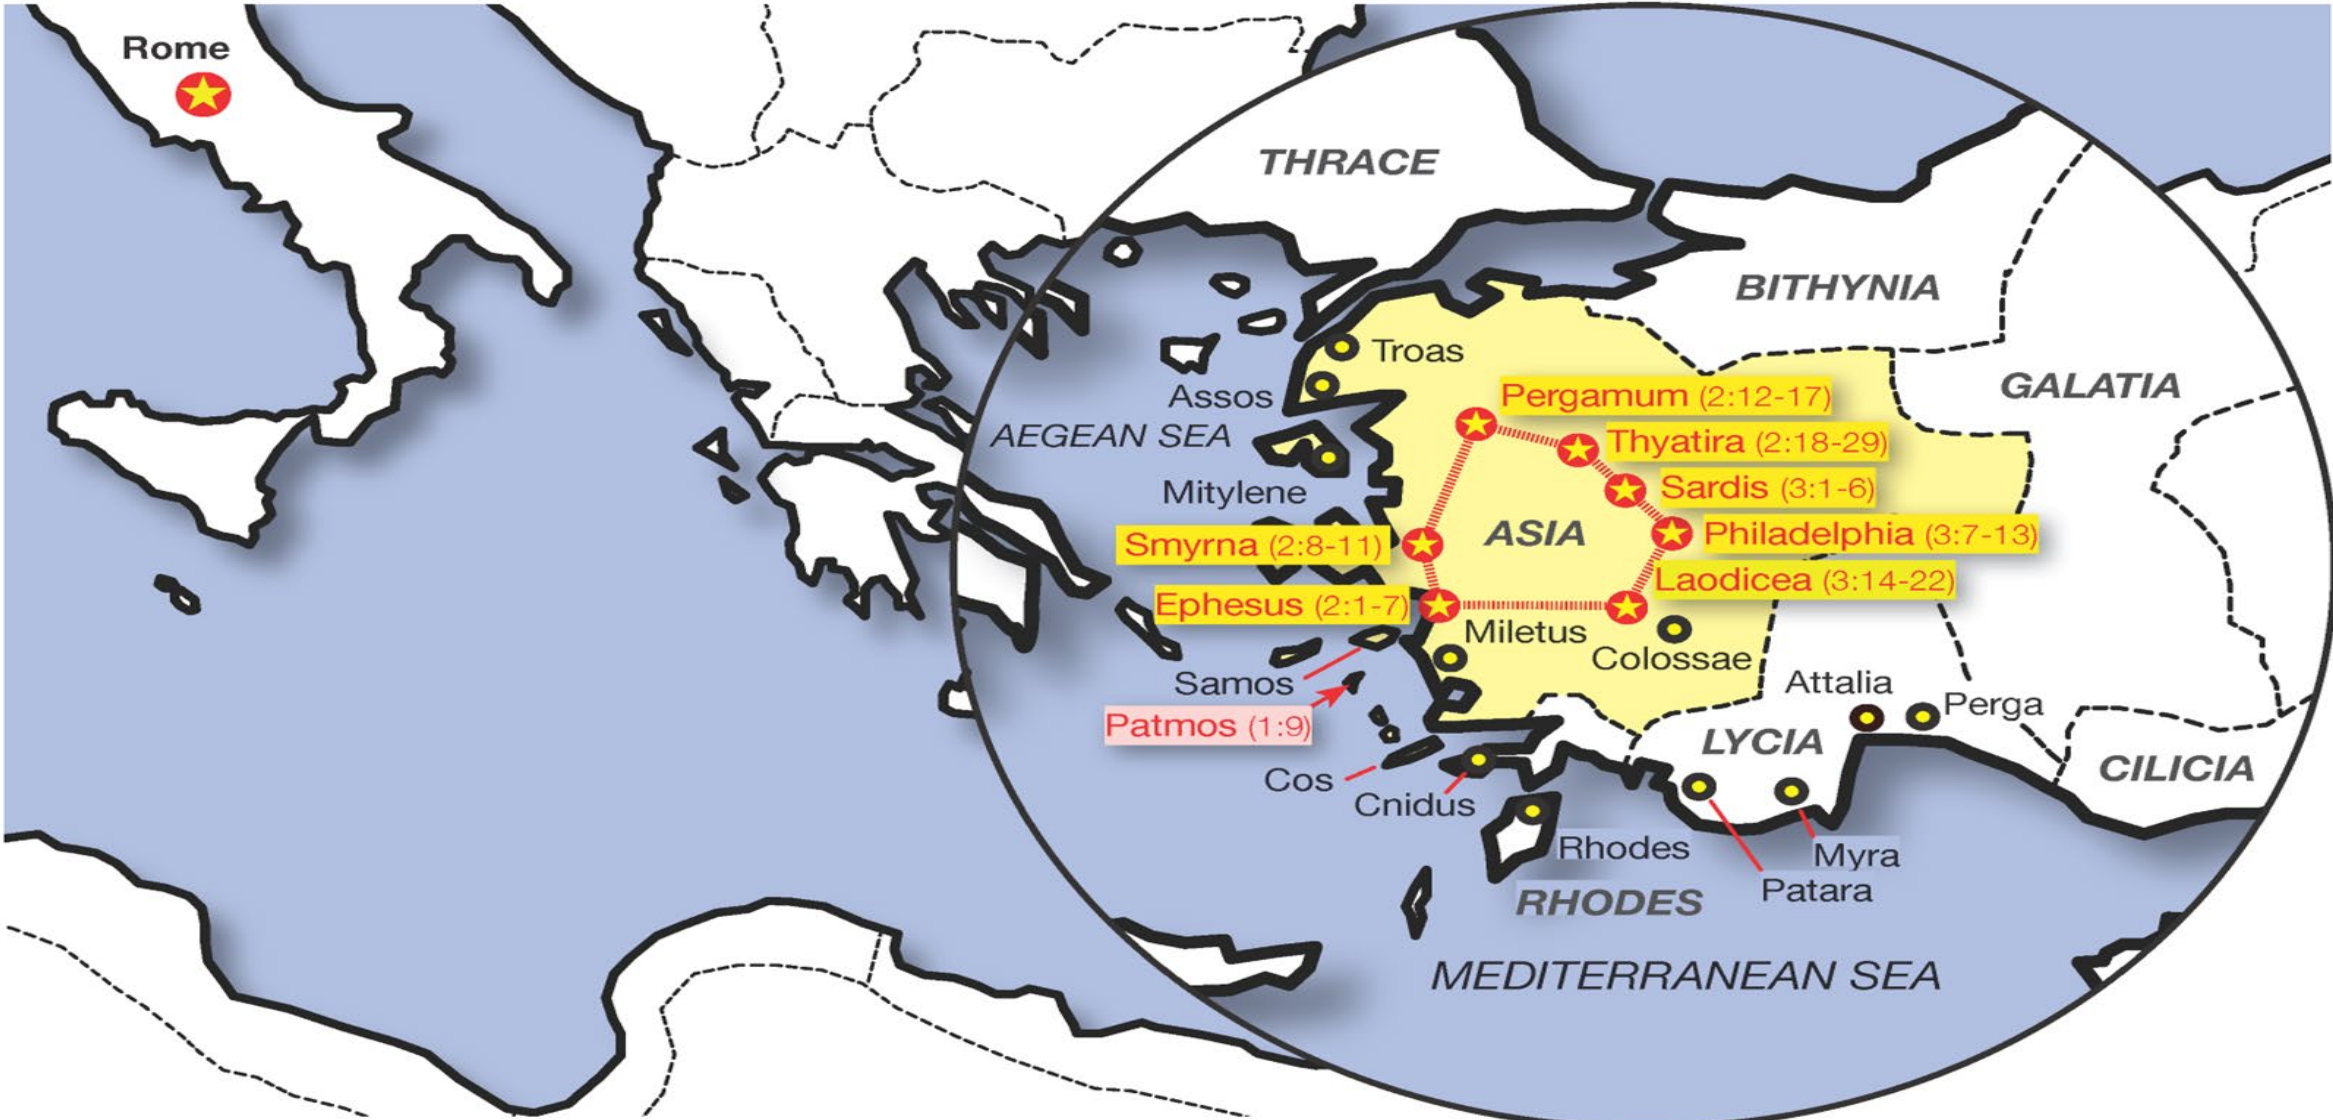 Rome
THRACE
BITHYNIA
GALATIA
Troas
Assos
Pergamum (2:12-17)
AEGEAN SEA
Thyatira (2:18-29)
Mitylene
Sardis (3:1-6)
Smyrna (2:8-11)
ASIA
Philadelphia (3:7-13)
Laodicea (3:14-22)
Ephesus (2:1-7)
Miletus
Colossae
Samos
Attalia
Perga
Patmos (1:9)
LYCIA
CILICIA
Cos
Cnidus
Rhodes
Myra
Patara
RHODES
MEDITERRANEAN SEA